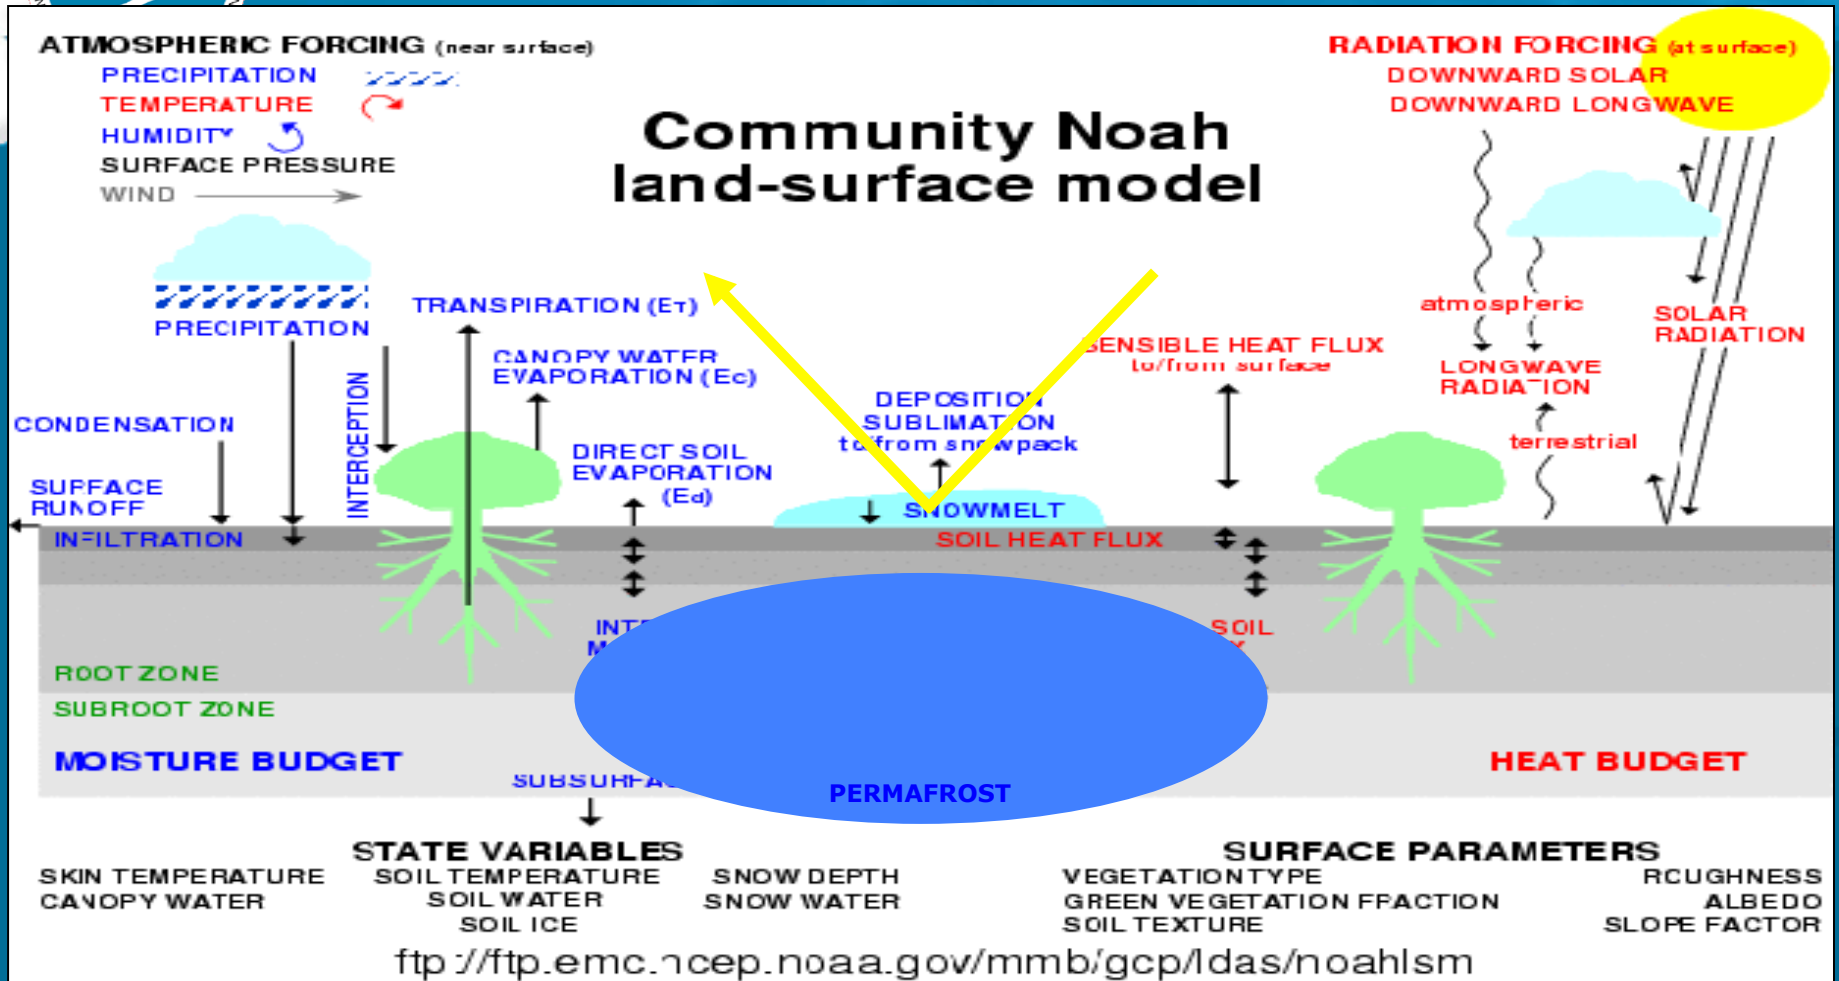 ATMOSPHERIC FORCING (near surface)
PRECIPITATION
TEMPERATURE
HUMIDITY
SURFACE PRESSURE
WIND
Community Noah
land-surface model
RADIATION FORCING (at surface)
DOWNWARD SOLAR
DOWNWARD LONGWAVE
PRECIPITATION
TRANSPIRATION (ET)
CANOPY WATER
EVAPORATION (Ec)
INTERCEPTION
CONDENSATION
DIRECT SOIL
EVAPORATION
(Ed)
DEPOSITION
SUBLIMATION
to/from snowpack
SENSIBLE HEAT FLUX
to/from surface
atmospheric
LONGWAVE
RADIATION
terrestrial
SOLAR
RADIATION
SURFACE
RUNOFF
INFILTRATION
SNOWMELT
SOIL HEAT FLUX
SOIL
ROOT ZONE
SUBROOT ZONE
MOISTURE BUDGET
HEAT BUDGET
PERMAFROST
STATE VARIABLES
SKIN TEMPERATURE
CANOPY WATER
SOIL TEMPERATURE
SOIL WATER
SOIL ICE
SNOW DEPTH
SNOW WATER
SURFACE PARAMETERS
VEGETATION TYPE
GREEN VEGETATION FRACTION
SOIL TEXTURE
ROUGHNESS
ALBEDO
SLOPE FACTOR
ftp://ftp.emc.ncep.noaa.gov/mmb/gcp/ldas/noahlsm